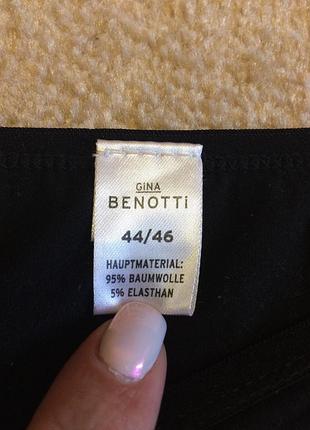 GINA
BENOTTi
44/46
HAUPTMATERIAL:
95% BAUMWOLLE
5% ELASTHAN